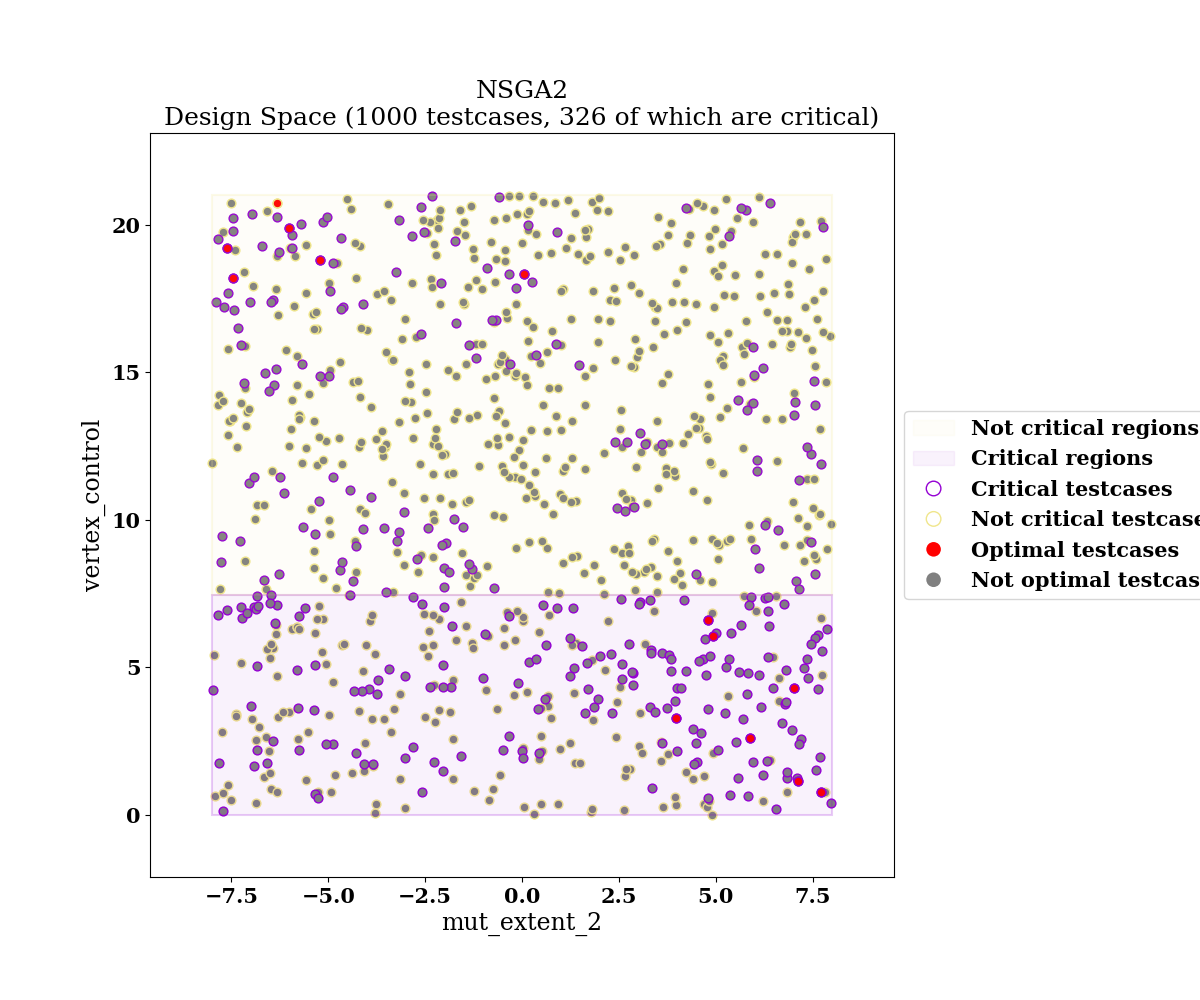 NSGA2
Design Space (1000 testcases, 326 of which are critical)
20
15
10
5
0
vertex_control
−7.5 −5.0 −2.5 0.0 2.5 5.0 7.5
mut_extent_2
Not critical regions
Critical regions
Critical testcases
Not critical testcase
Optimal testcases
Not optimal testcas